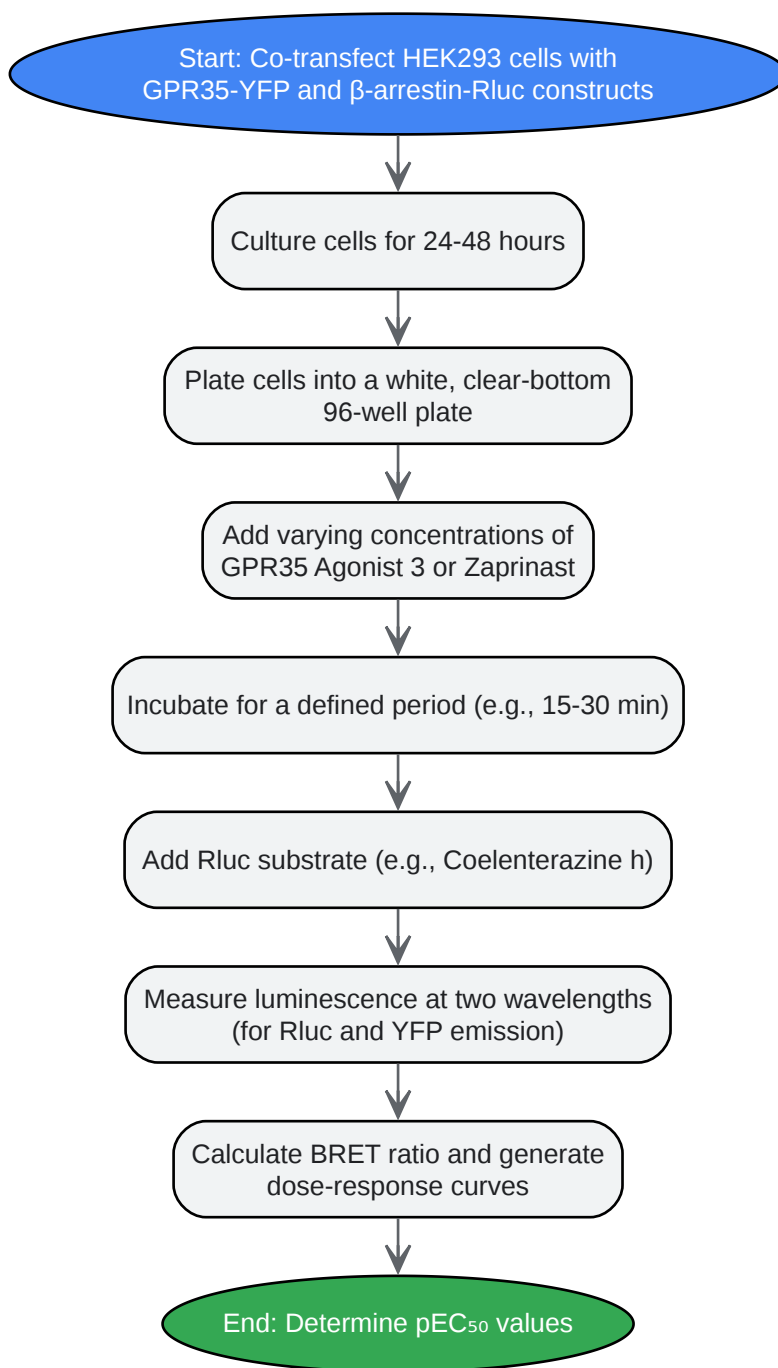 Start: Co-transfect HEK293 cells with
GPR35-YFP and β-arrestin-Rluc constructs
Culture cells for 24-48 hours
Plate cells into a white, clear-bottom
96-well plate
Add varying concentrations of
GPR35 Agonist 3 or Zaprinast
Incubate for a defined period (e.g., 15-30 min)
Add Rluc substrate (e.g., Coelenterazine h)
Measure luminescence at two wavelengths
(for Rluc and YFP emission)
Calculate BRET ratio and generate
dose-response curves
End: Determine pEC₅₀ values